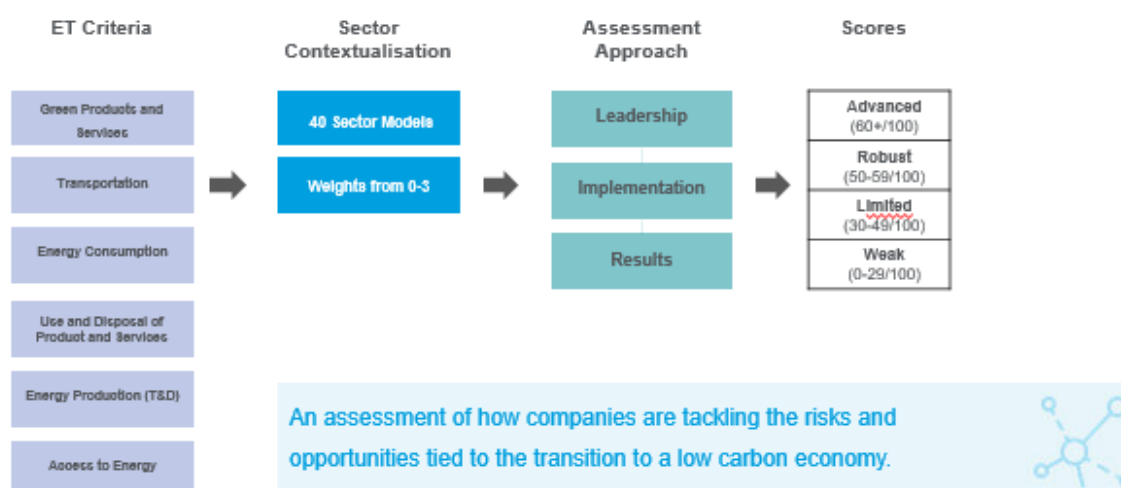 ET Criteria
Sector
Contextualisation
Assessment
Approach
Scores
Green Products and
Services
Transportation
Energy Consumption
Use and Disposal of
Product and Services
Energy Production (T&D)
Access to Energy
40 Sector Models
Weights from 0-3
Leadership
Implementation
Results
Advanced
(60+/100)
Robust
(50-59/100)
Limited
(30-49/100)
Weak
(0-29/100)
An assessment of how companies are tackling the risks and
opportunities tied to the transition to a low carbon economy.